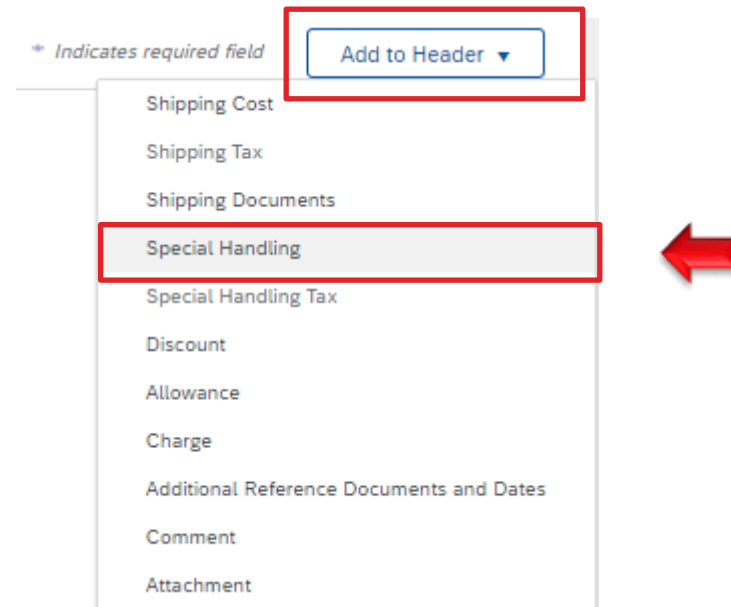 * Indicates required field
Add to Header ▼
Shipping Cost
Shipping Tax
Shipping Documents
Special Handling
Special Handling Tax
Discount
Allowance
Charge
Additional Reference Documents and Dates
Comment
Attachment